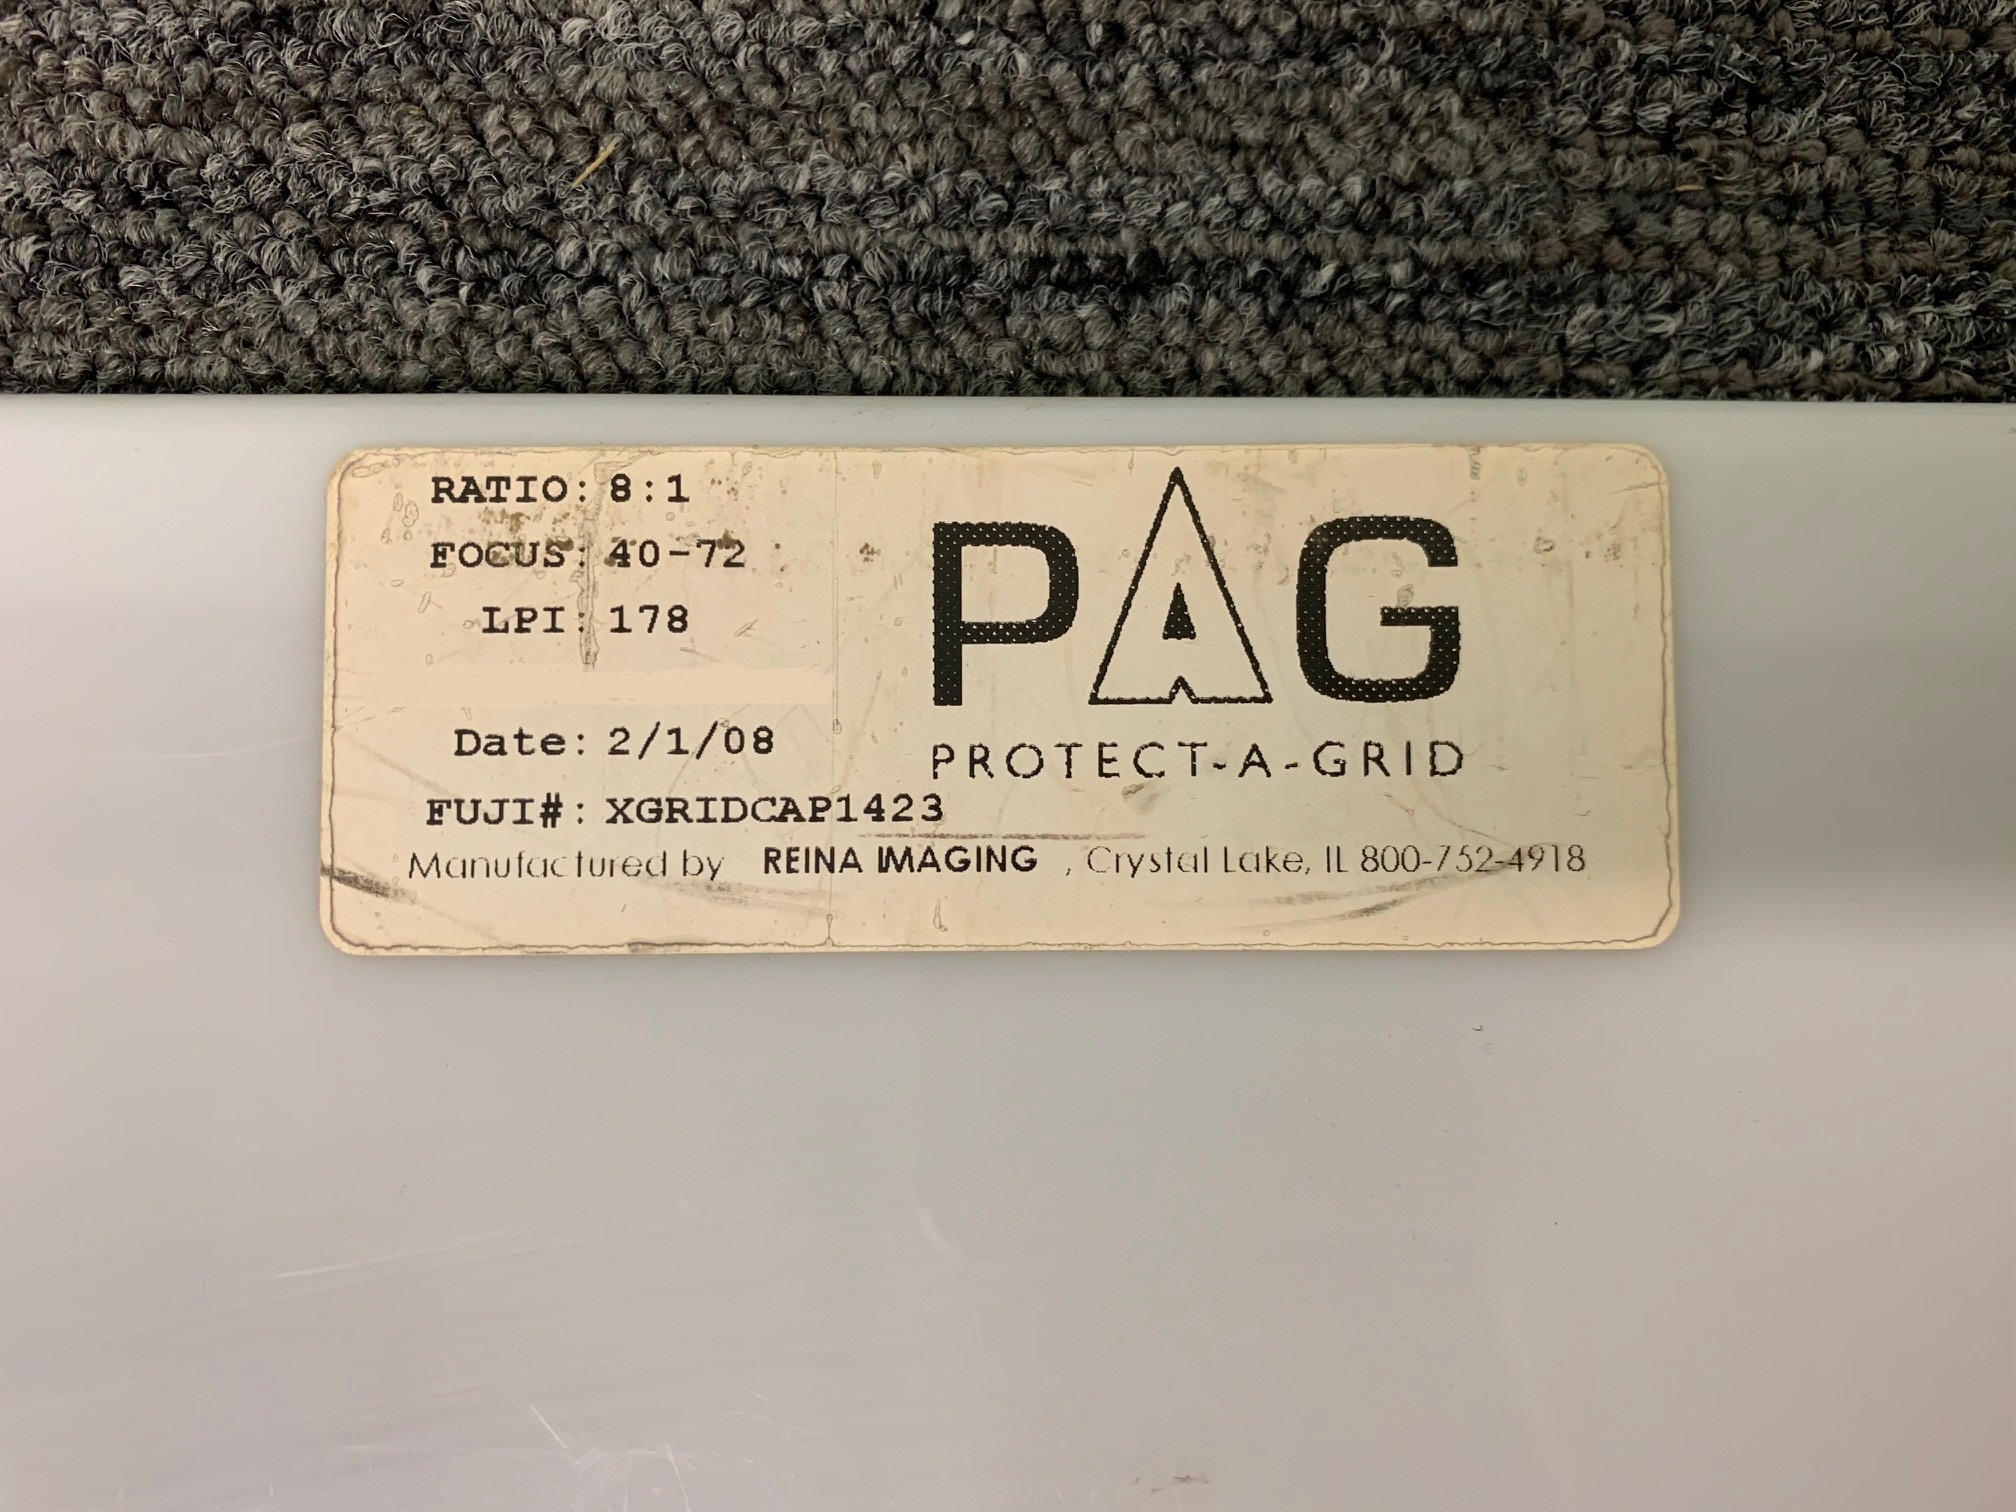 RATIO: 8:1
FOCUS: 40-72
LPI: 178
Date: 2/1/08
FUJI#: XGRIDCAP1423
PAG
PROTECT-A-GRID
Manufactured by REINA IMAGING , Crystal Lake, IL 800-752-4918